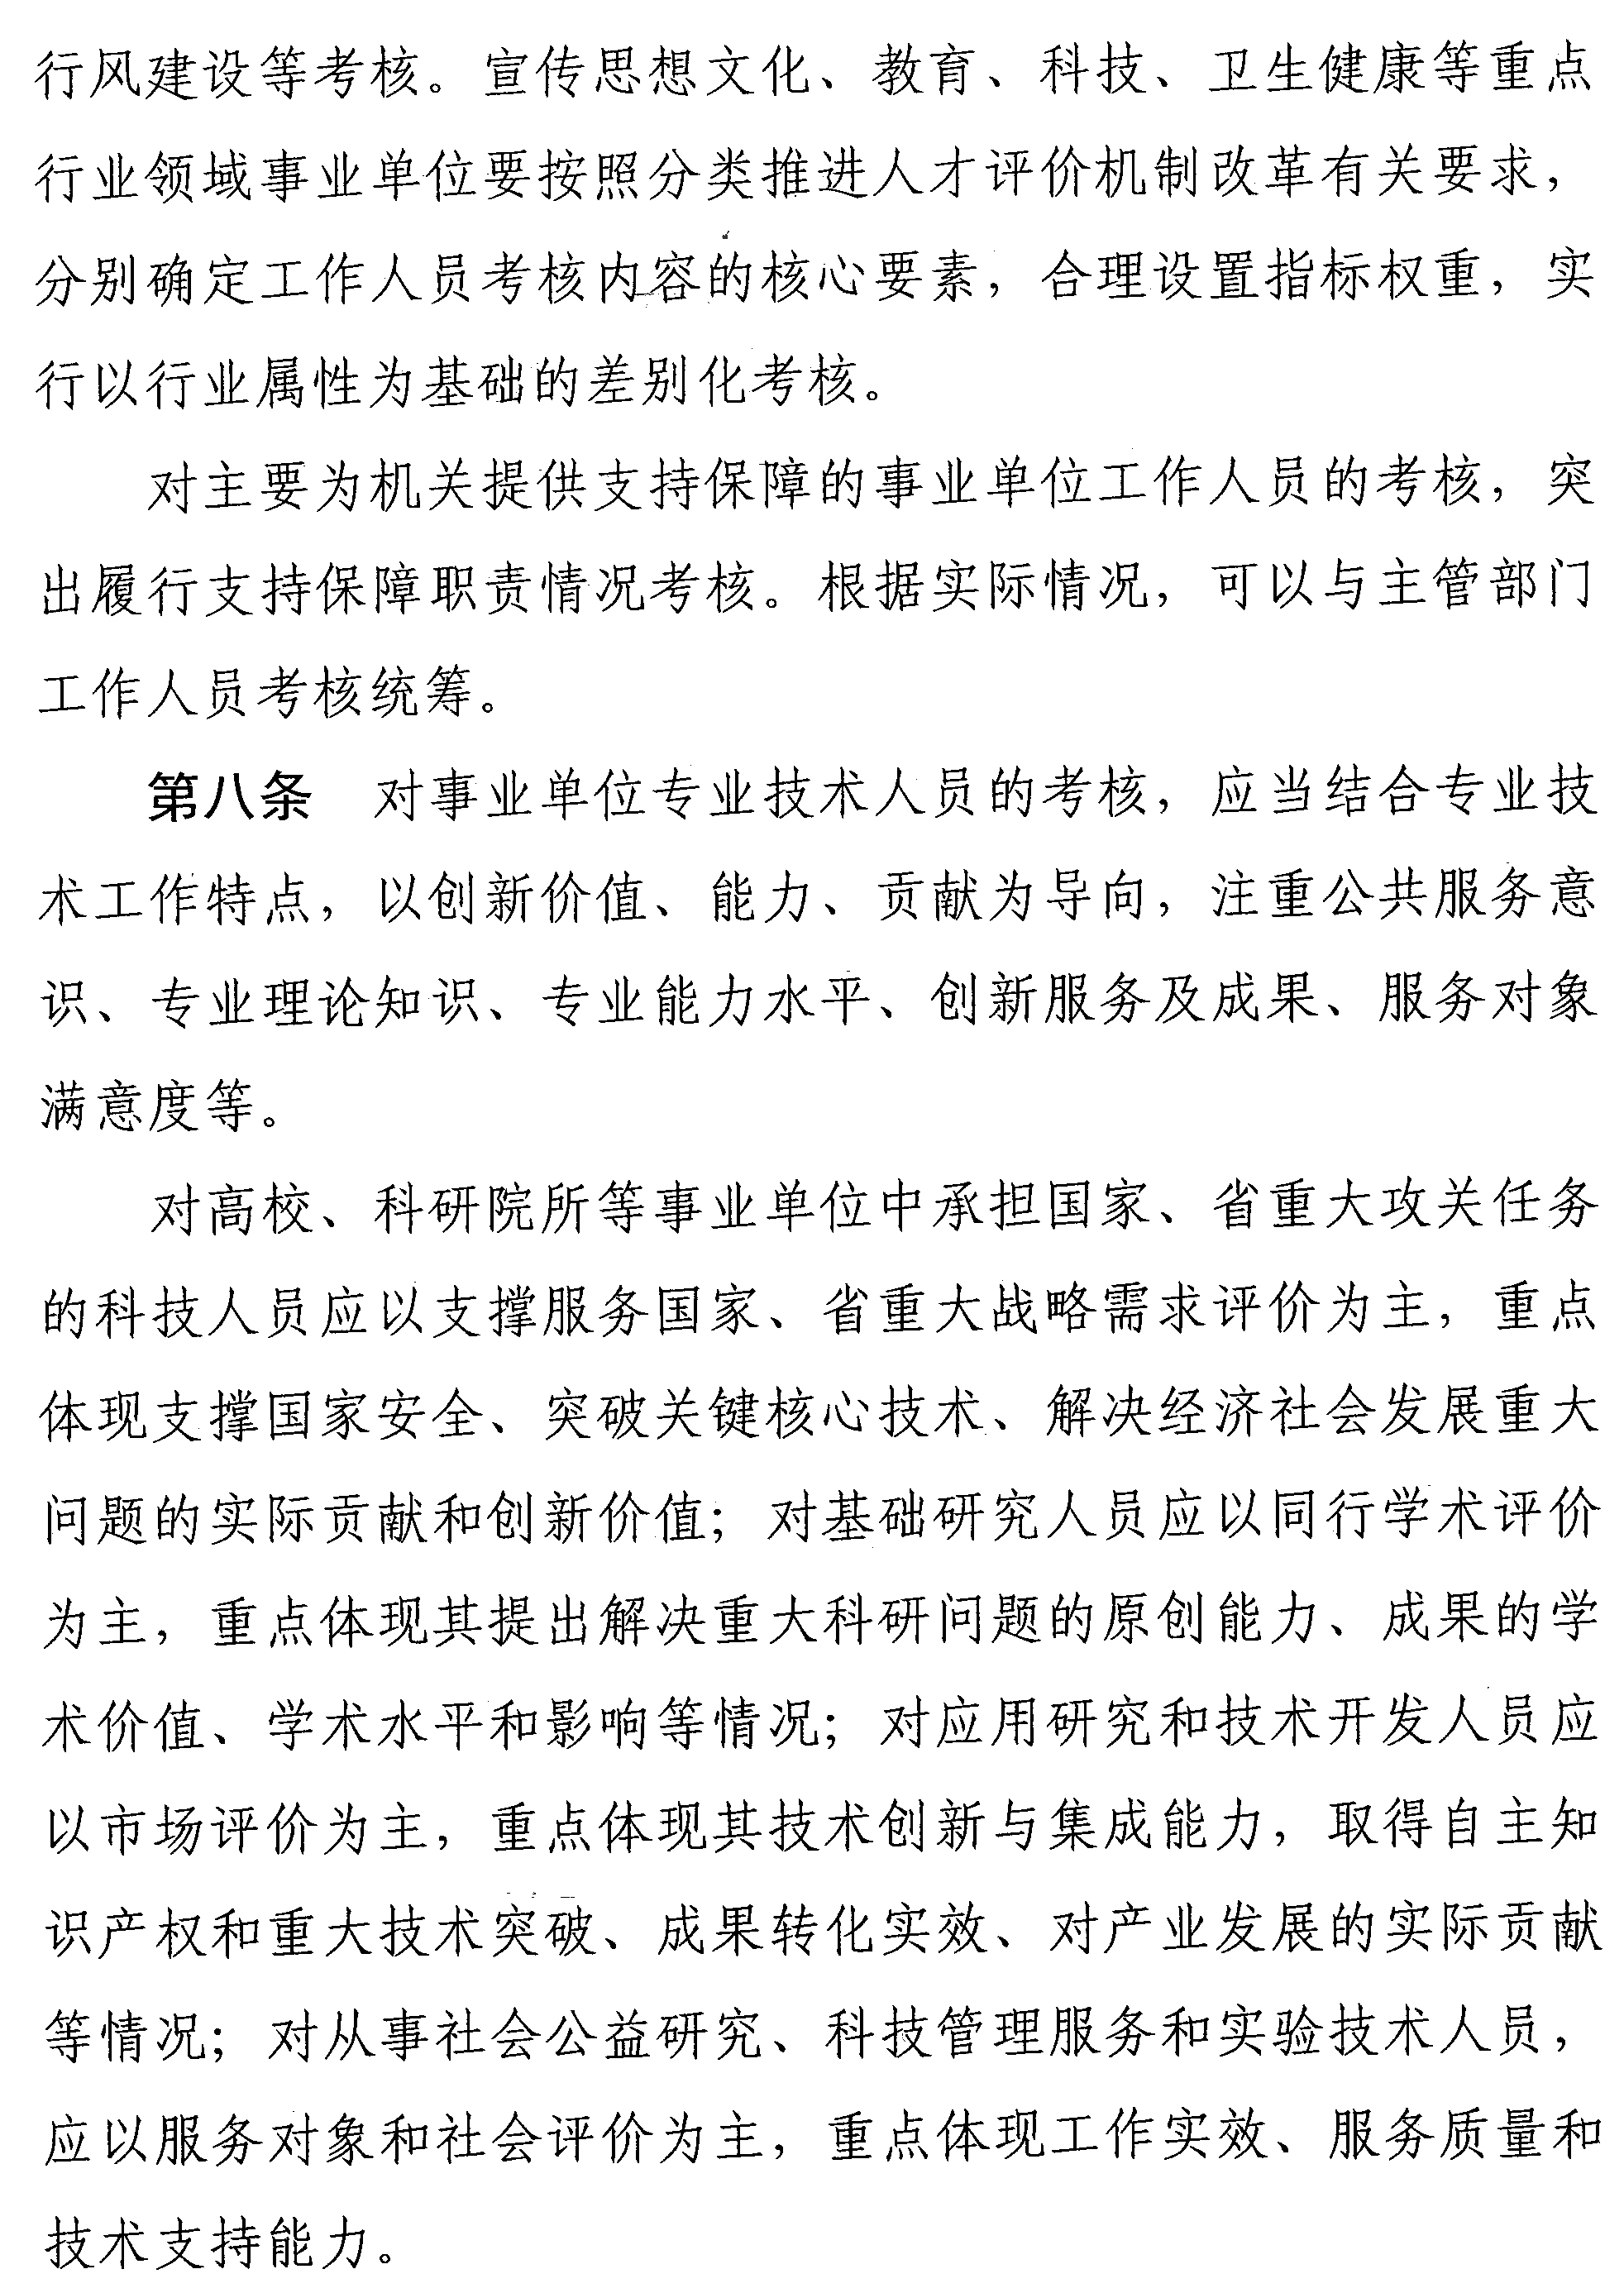 行风建设等考核。宣传思想文化、教育、科技、卫生健康等重点
行业领域事业单位要按照分类推进人才评价机制改革有关要求，
分别确定工作人员考核内容的核心要素，合理设置指标权重，实
行以行业属性为基础的差别化考核。
对主要为机关提供支持保障的事业单位工作人员的考核，突
出履行支持保障职责情况考核。根据实际情况，可以与主管部门
工作人员考核统筹。
第八条　对事业单位专业技术人员的考核，应当结合专业技
术工作特点，以创新价值、能力、贡献为导向，注重公共服务意
识、专业理论知识、专业能力水平、创新服务及成果、服务对象
满意度等。
对高校、科研院所等事业单位中承担国家、省重大攻关任务
的科技人员应以支撑服务国家、省重大战略需求评价为主，重点
体现支撑国家安全、突破关键核心技术、解决经济社会发展重大
问题的实际贡献和创新价值；对基础研究人员应以同行学术评价
为主，重点体现其提出解决重大科研问题的原创能力、成果的学
术价值、学术水平和影响等情况；对应用研究和技术开发人员应
以市场评价为主，重点体现其技术创新与集成能力，取得自主知
识产权和重大技术突破、成果转化实效、对产业发展的实际贡献
等情况；对从事社会公益研究、科技管理服务和实验技术人员，
应以服务对象和社会评价为主，重点体现工作实效、服务质量和
技术支持能力。